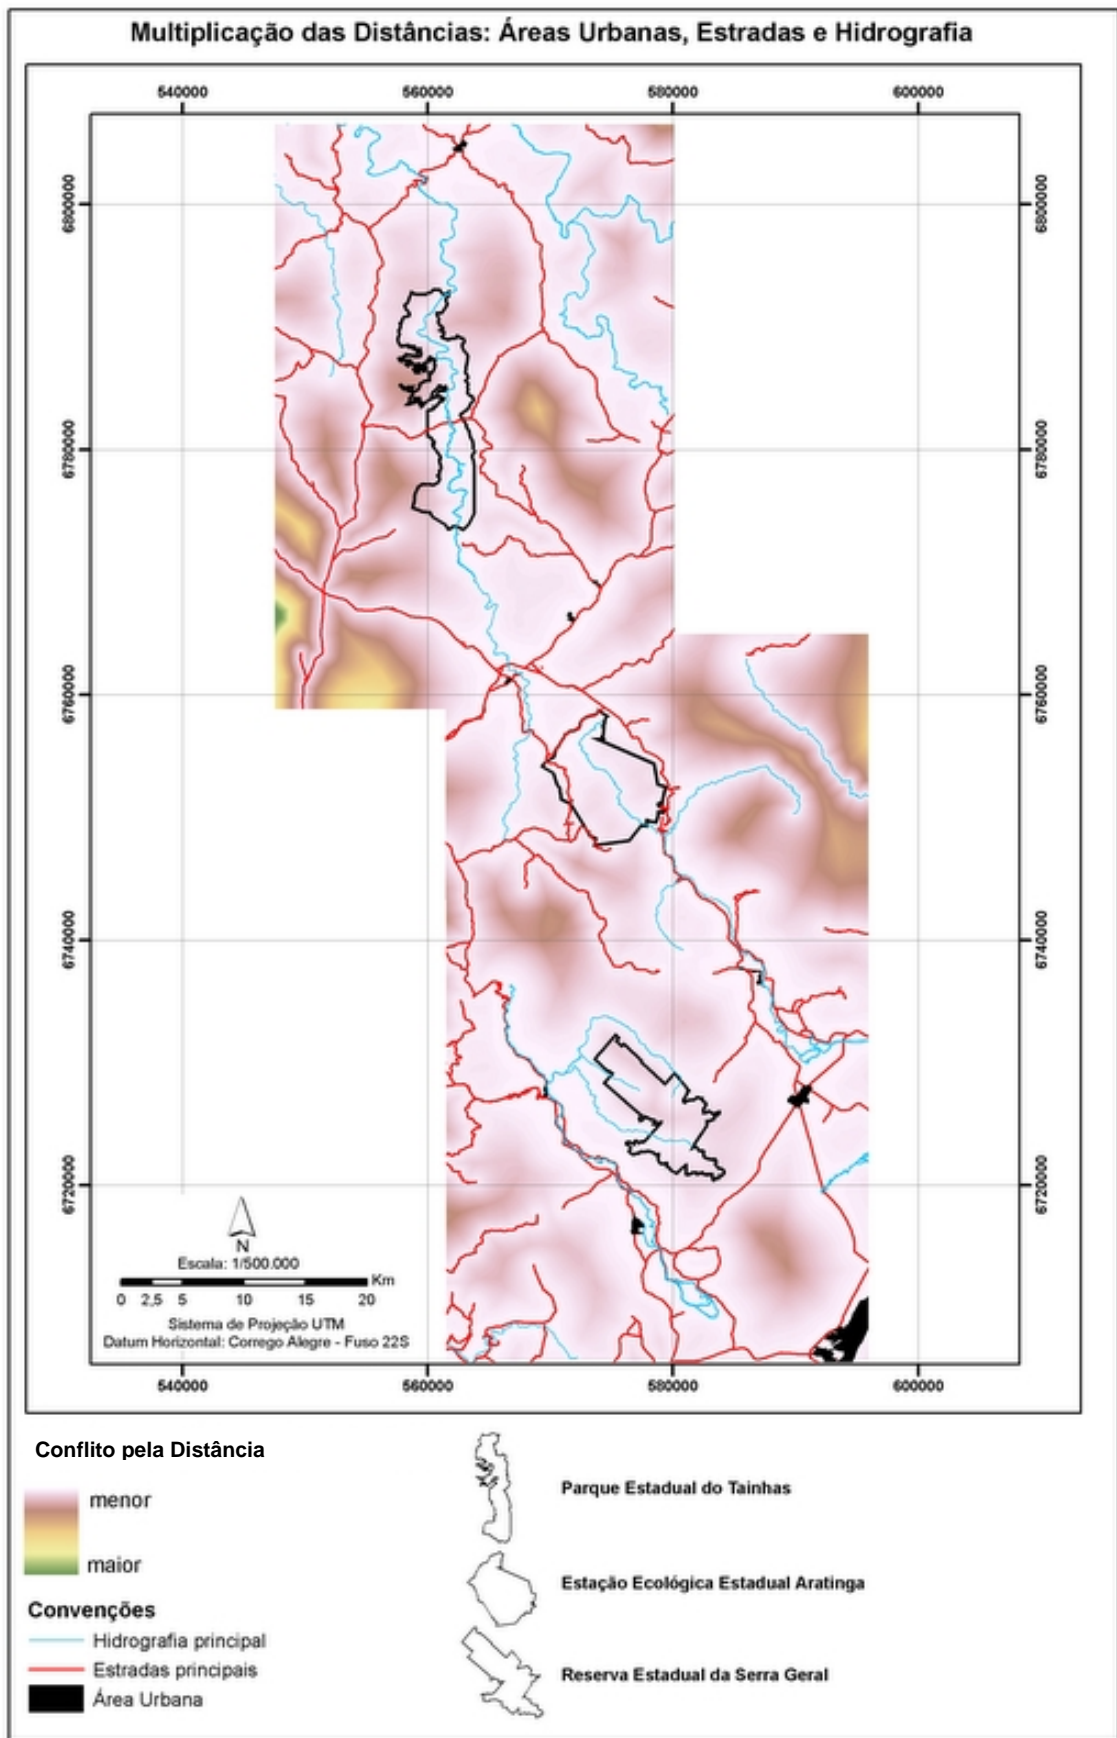 Multiplicação das Distâncias: Áreas Urbanas, Estradas e Hidrografia
540000 560000 580000 600000
6800000 6800000
6780000 6780000
6760000 6760000
6740000 6740000
6720000 6720000
N
Escala: 1/500.000
Km
0 2,5 5 10 15 20
Sistema de Projeção UTM
Datum Horizontal: Corrego Alegre - Fuso 22S
540000 560000 580000 600000
Conflito pela Distância
menor
maior
Convenções
Hidrografia principal
Estradas principais
Área Urbana
Parque Estadual do Tainhas
Estação Ecológica Estadual Aratinga
Reserva Estadual da Serra Geral